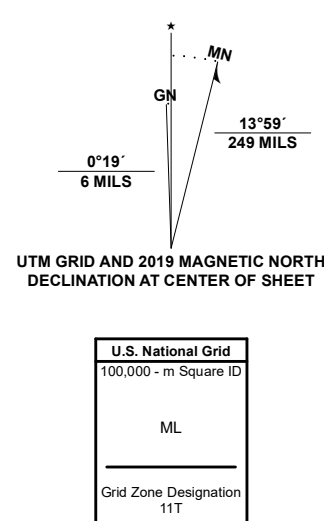 MN
GN
13°59´
249 MILS
0°19´
6 MILS
UTM GRID AND 2019 MAGNETIC NORTH
DECLINATION AT CENTER OF SHEET
U.S. National Grid
100,000 - m Square ID
ML
Grid Zone Designation
11T